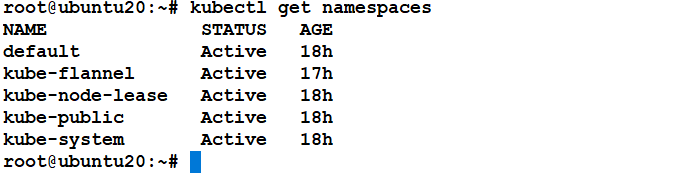 root@ubuntu20:~# kubectl get namespaces
NAME              STATUS   AGE
default           Active   18h
kube-flannel      Active   17h
kube-node-lease   Active   18h
kube-public       Active   18h
kube-system       Active   18h
root@ubuntu20:~#